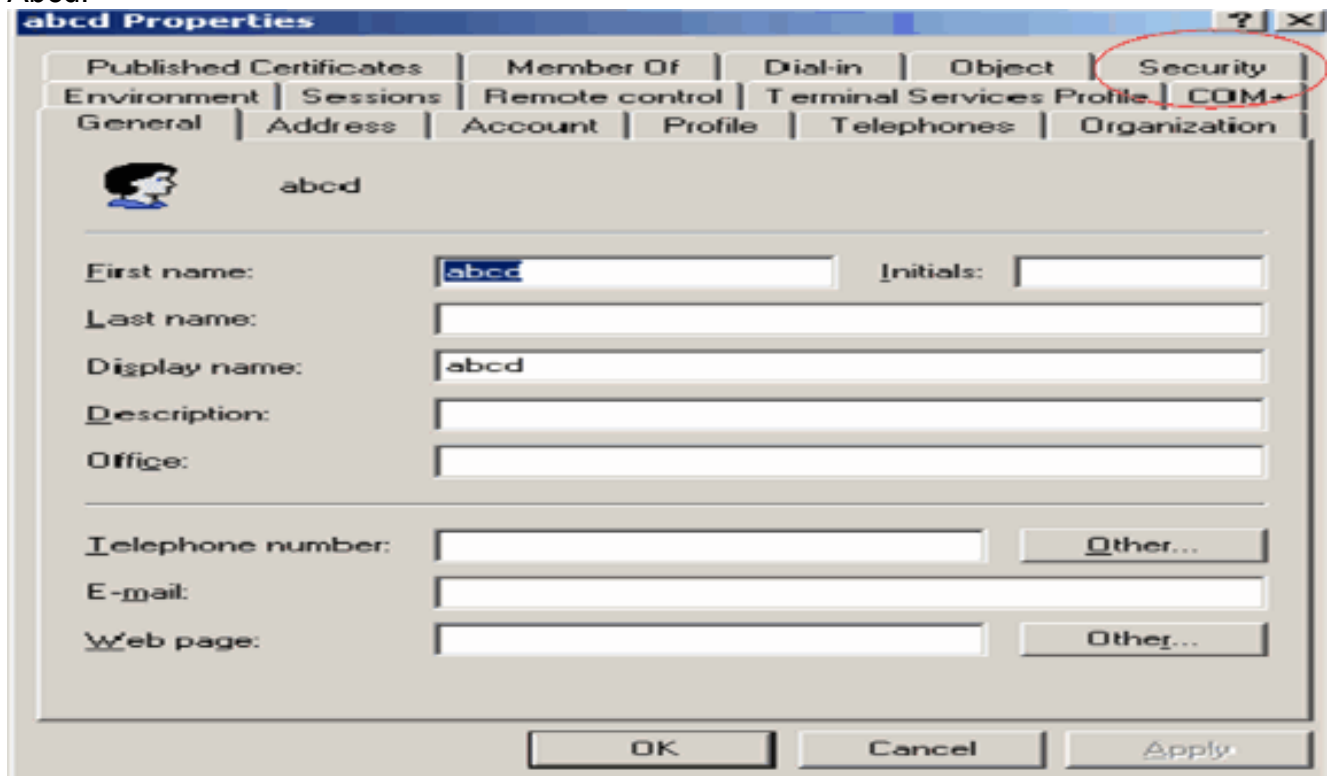 abcd Properties
Published Certificates Member Of Dial-in Object Security
Environment Sessions Remote control Terminal Services Profile COM+
General Address Account Profile Telephones Organization
abcd
First name: abcd Initials:
Last name:
Display name: abcd
Description:
Office:
Telephone number: Other...
E-mail:
Web page: Other...
OK Cancel Apply